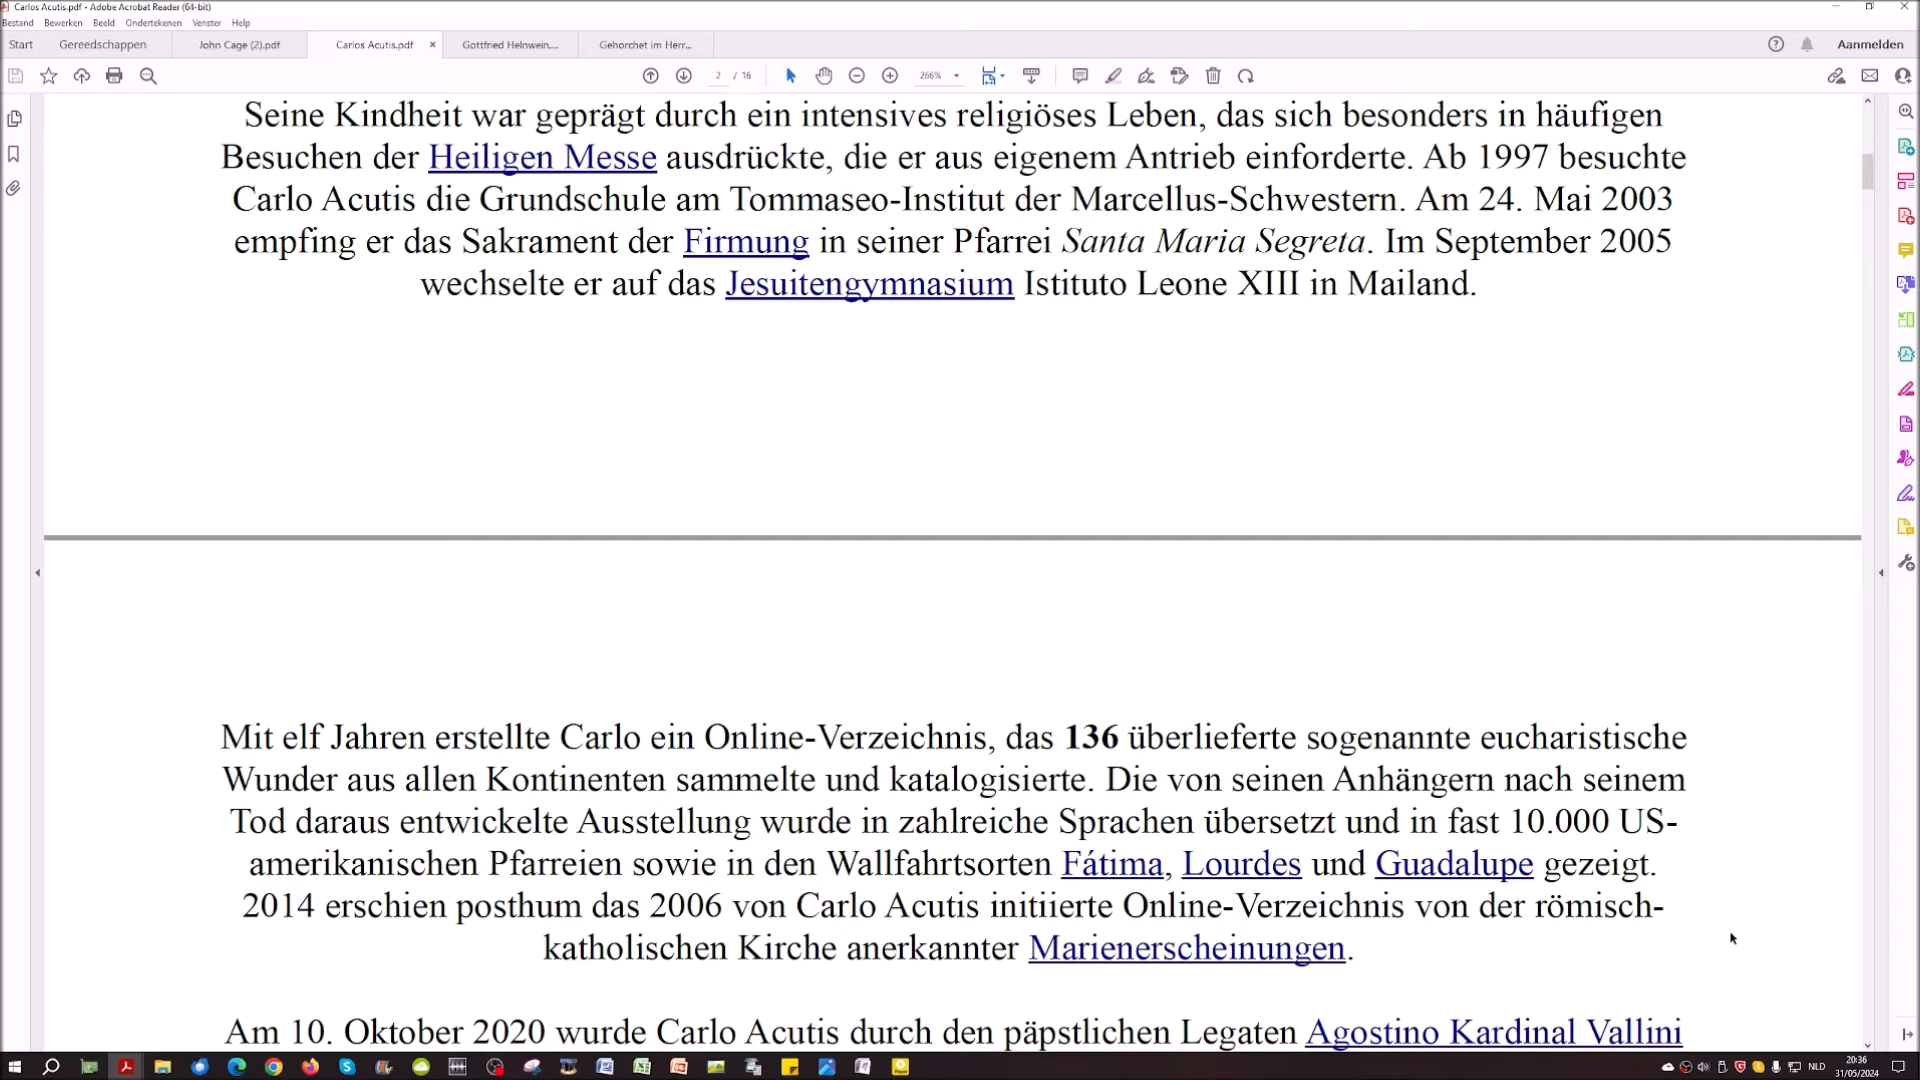 Carlos Acutis.pdf - Adobe Acrobat Reader (64-bit)
Bestand Bewerken Beeld Ondertekenen Venster Help
Start Gereedschappen John Cage (2).pdf Carlos Acutis.pdf × Gottfried Helnwein.... Gehorchet im Herr... Aanmelden
2 / 16 266%
Seine Kindheit war geprägt durch ein intensives religiöses Leben, das sich besonders in häufigen
Besuchen der Heiligen Messe ausdrückte, die er aus eigenem Antrieb einforderte. Ab 1997 besuchte
Carlo Acutis die Grundschule am Tommaseo-Institut der Marcellus-Schwestern. Am 24. Mai 2003
empfing er das Sakrament der Firmung in seiner Pfarrei Santa Maria Segreta. Im September 2005
wechselte er auf das Jesuitengymnasium Istituto Leone XIII in Mailand.
Mit elf Jahren erstellte Carlo ein Online-Verzeichnis, das 136 überlieferte sogenannte eucharistische
Wunder aus allen Kontinenten sammelte und katalogisierte. Die von seinen Anhängern nach seinem
Tod daraus entwickelte Ausstellung wurde in zahlreiche Sprachen übersetzt und in fast 10.000 US-
amerikanischen Pfarreien sowie in den Wallfahrtsorten Fátima, Lourdes und Guadalupe gezeigt.
2014 erschien posthum das 2006 von Carlo Acutis initiierte Online-Verzeichnis von der römisch-
katholischen Kirche anerkannter Marienerscheinungen.
Am 10. Oktober 2020 wurde Carlo Acutis durch den päpstlichen Legaten Agostino Kardinal Vallini
NLD 20:36
31/05/2024